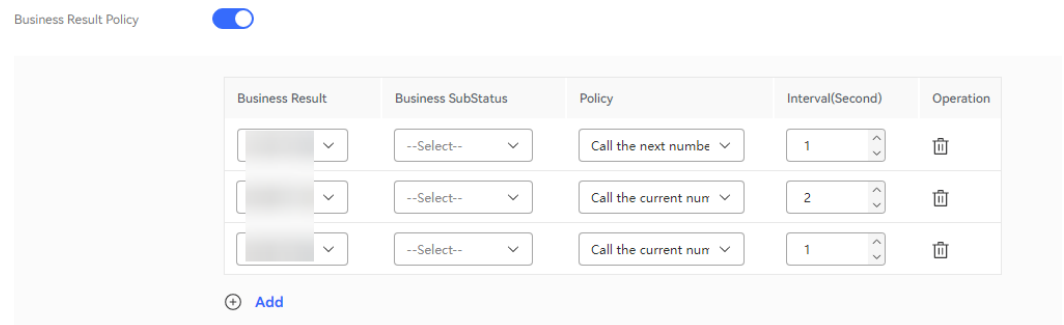 Business Result Policy
Business Result Business SubStatus Policy Interval(Second) Operation
--Select-- Call the next numbe 1
--Select-- Call the current num 2
--Select-- Call the current num 1
Add